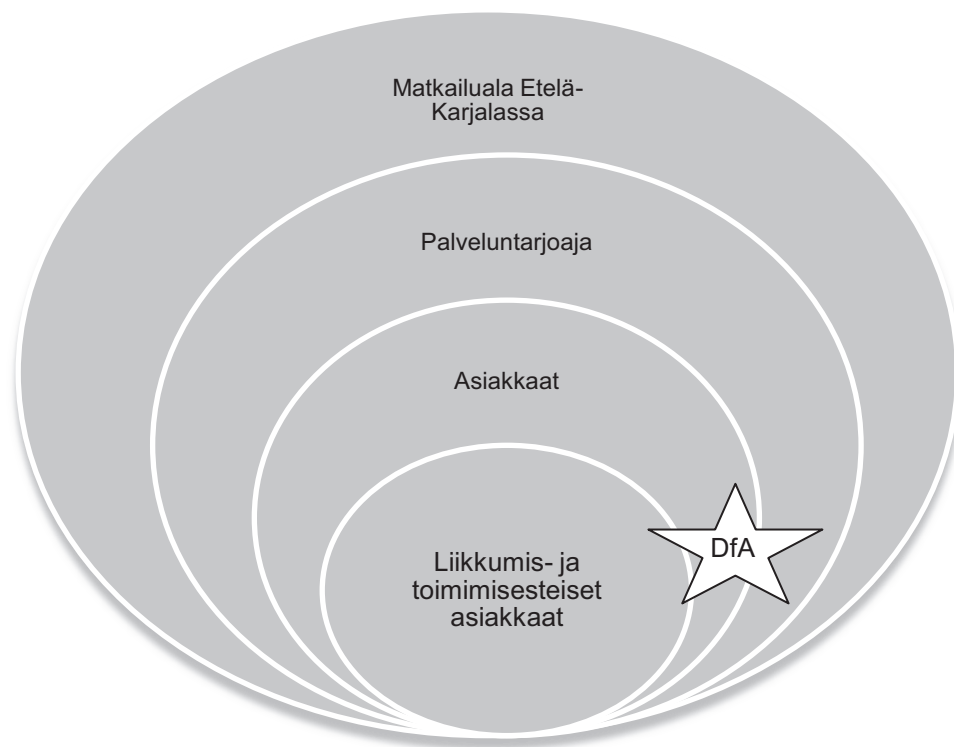 Matkailuala Etelä-
Karjalassa
Palveluntarjoaja
Asiakkaat
DfA
Liikkumis- ja
toimimisesteiset
asiakkaat